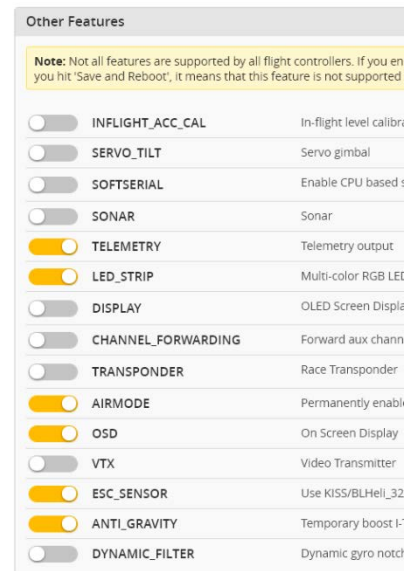 Other Features
Note: Not all features are supported by all flight controllers. If you en
you hit 'Save and Reboot', it means that this feature is not supported
INFLIGHT_ACC_CAL In-flight level calibra
SERVO_TILT Servo gimbal
SOFTSERIAL Enable CPU based s
SONAR Sonar
TELEMETRY Telemetry output
LED_STRIP Multi-color RGB LED
DISPLAY OLED Screen Displa
CHANNEL_FORWARDING Forward aux chann
TRANSPONDER Race Transponder
AIRMODE Permanently enable
OSD On Screen Display
VTX Video Transmitter
ESC_SENSOR Use KISS/BLHeli_32
ANTI_GRAVITY Temporary boost I-T
DYNAMIC_FILTER Dynamic gyro notch